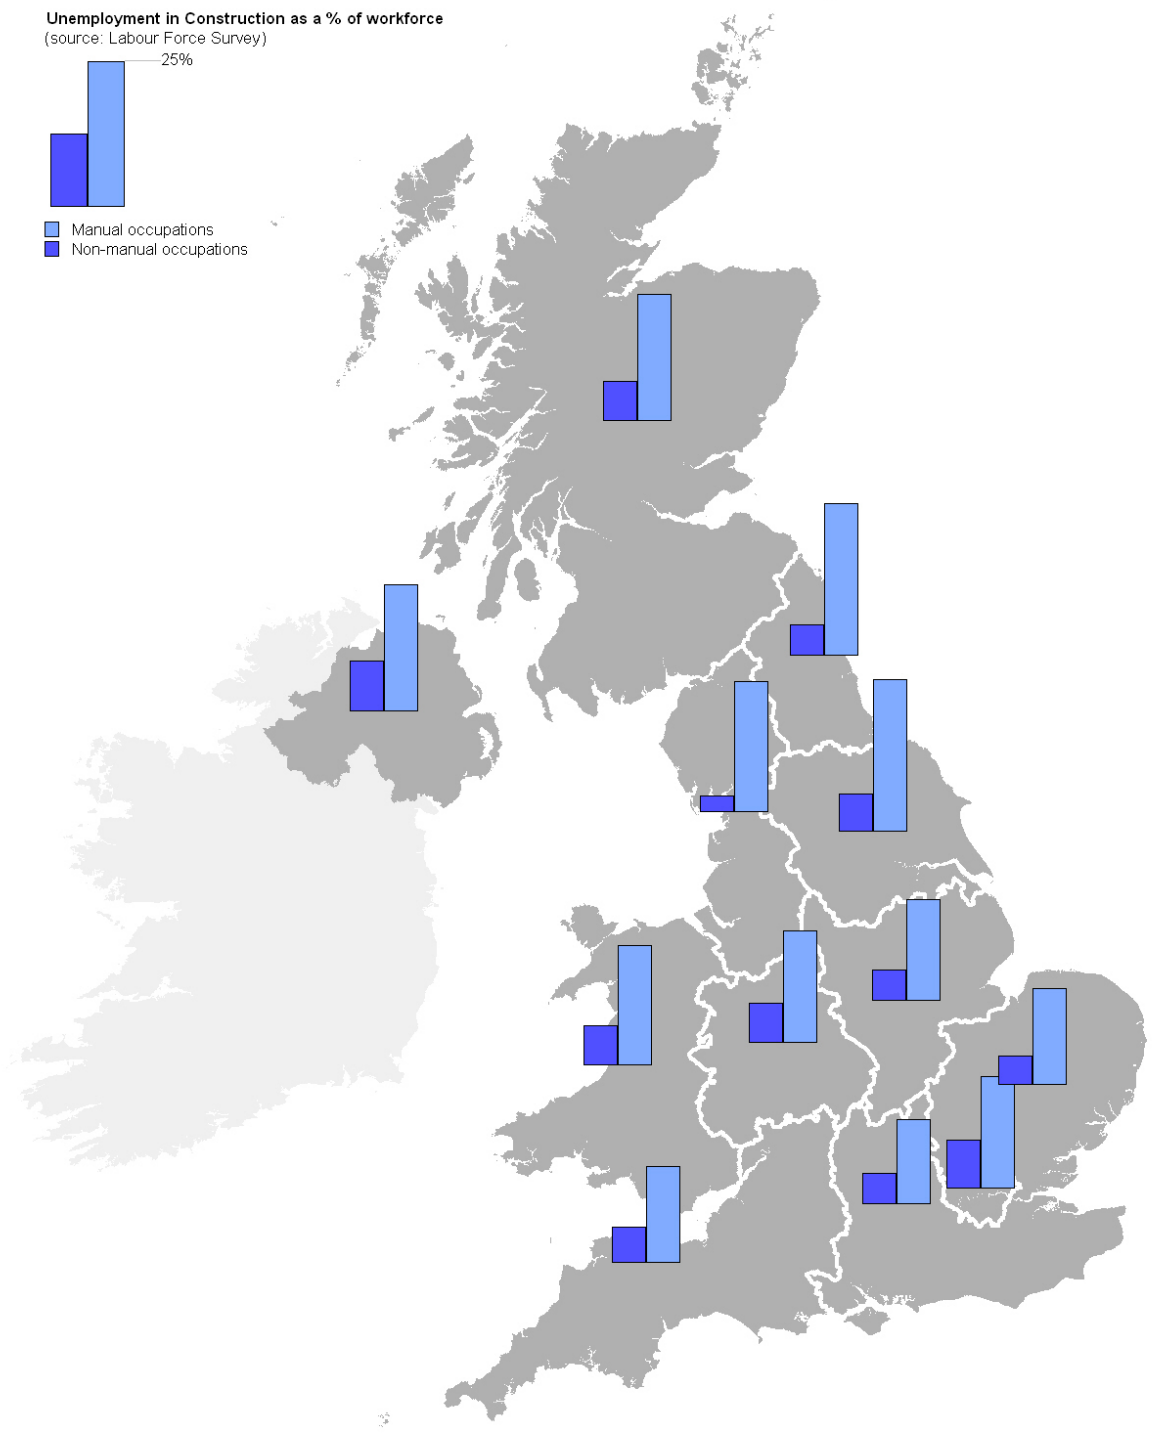 Unemployment in Construction as a % of workforce
(source: Labour Force Survey)
25%
Manual occupations
Non-manual occupations